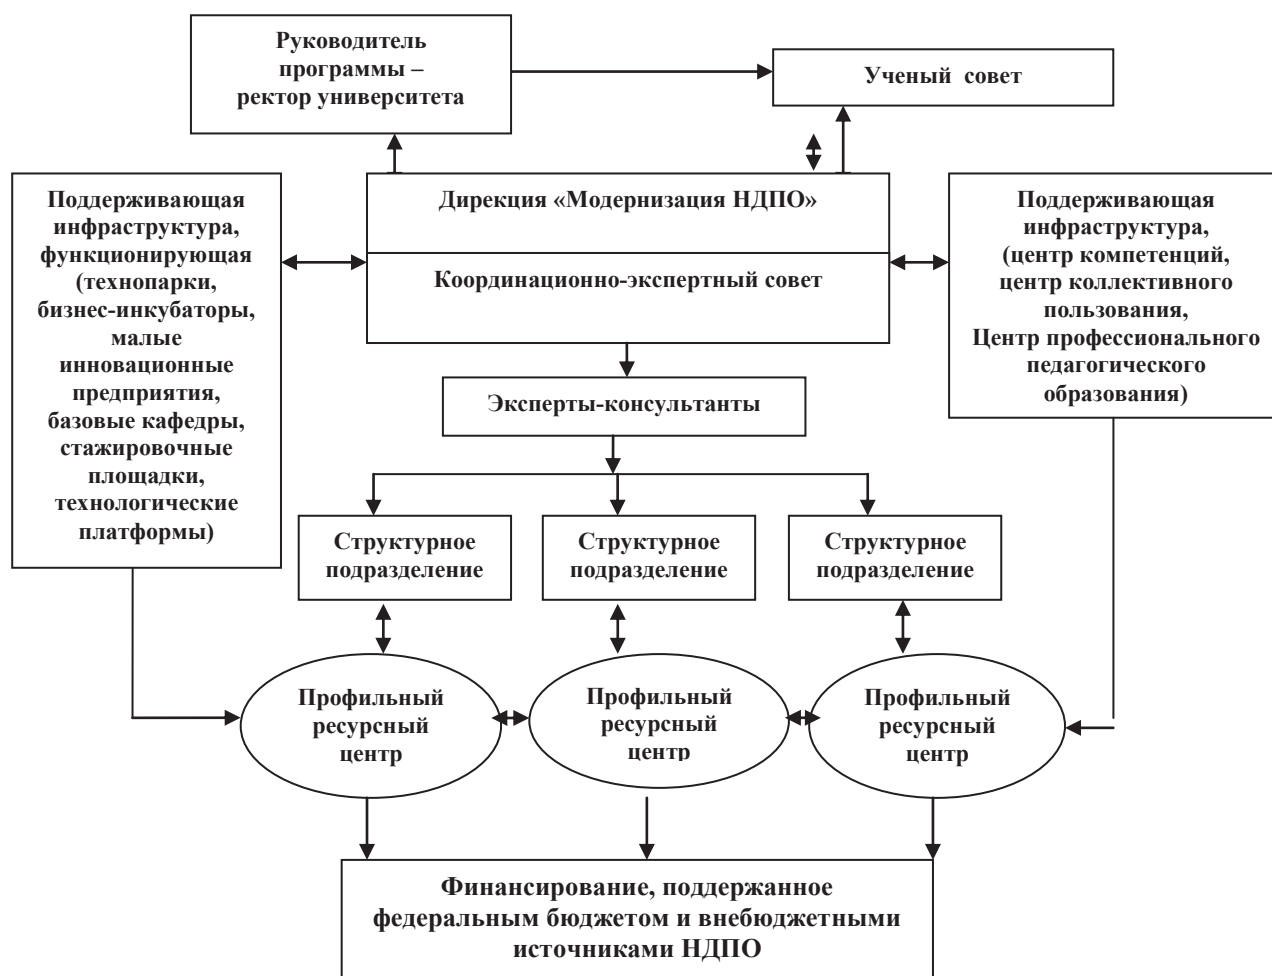 Руководитель
программы –
ректор университета
Ученый совет
Поддерживающая
инфраструктура,
функционирующая
(технопарки,
бизнес-инкубаторы,
малые
инновационные
предприятия,
базовые кафедры,
стажировочные
площадки,
технологические
платформы)
Дирекция «Модернизация НДПО»
Координационно-экспертный совет
Поддерживающая
инфраструктура,
(центр компетенций,
центр коллективного
пользования,
Центр профессионального
педагогического
образования)
Эксперты-консультанты
Структурное
подразделение
Структурное
подразделение
Структурное
подразделение
Профильный
ресурсный
центр
Профильный
ресурсный
центр
Профильный
ресурсный
центр
Финансирование, поддержанное
федеральным бюджетом и внебюджетными
источниками НДПО